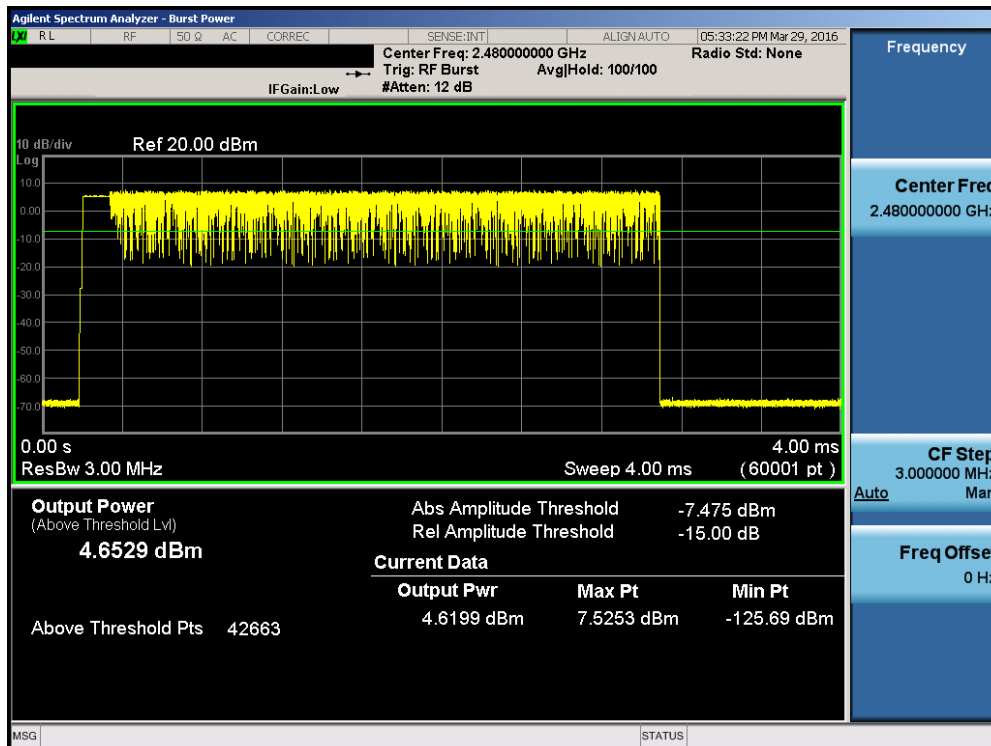 Agilent Spectrum Analyzer - Burst Power
LXI RL RF 50 Ω AC CORREC SENSE:INT ALIGN AUTO 05:33:22 PM Mar 29, 2016
Center Freq: 2.480000000 GHz Radio Std: None
Trig: RF Burst Avg|Hold: 100/100
IFGain:Low #Atten: 12 dB
10 dB/div Ref 20.00 dBm
Log
10.0
0.00
-10.0
-20.0
-30.0
-40.0
-50.0
-60.0
-70.0
0.00 s 4.00 ms
ResBw 3.00 MHz Sweep 4.00 ms (60001 pt )
Output Power
(Above Threshold Lvl)
4.6529 dBm
Above Threshold Pts 42663
Abs Amplitude Threshold -7.475 dBm
Rel Amplitude Threshold -15.00 dB
Current Data
Output Pwr Max Pt Min Pt
4.6199 dBm 7.5253 dBm -125.69 dBm
MSG STATUS
Frequency
Center Freq
2.480000000 GHz
CF Step
3.000000 MHz
Auto Man
Freq Offset
0 Hz